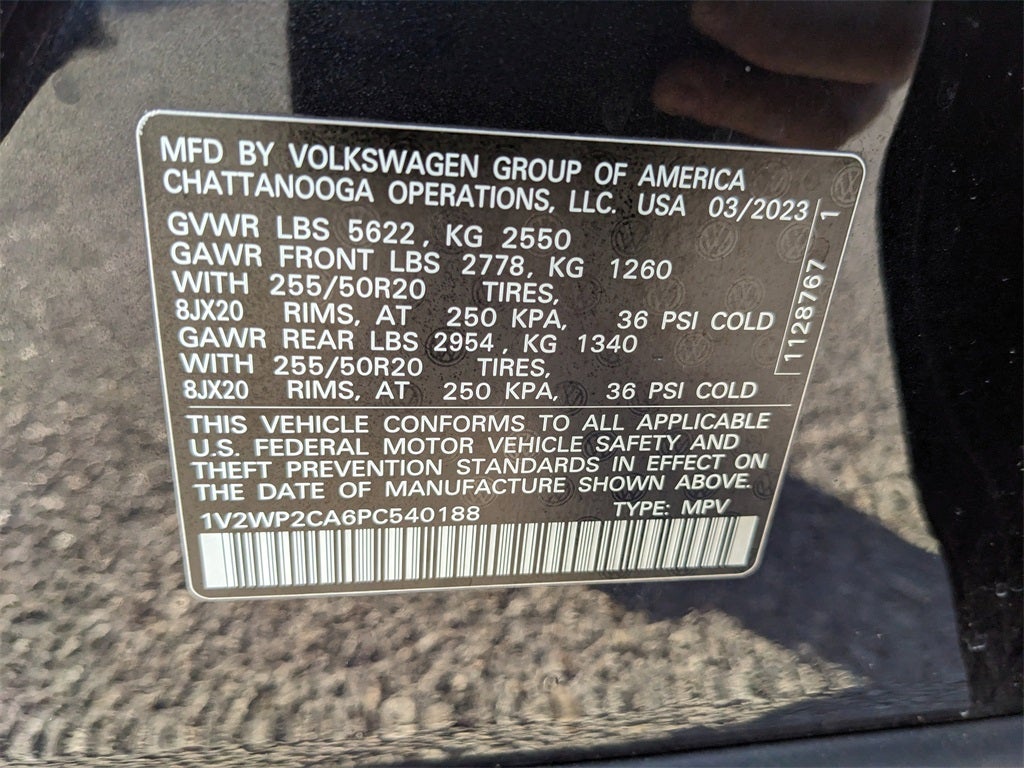 MFD BY VOLKSWAGEN GROUP OF AMERICA
CHATTANOOGA OPERATIONS, LLC. USA 03/2023
GVWR LBS 5622, KG 2550
GAWR FRONT LBS 2778, KG 1260
WITH 255/50R20 TIRES,
8JX20 RIMS, AT 250 KPA, 36 PSI COLD
GAWR REAR LBS 2954, KG 1340
WITH 255/50R20 TIRES,
8JX20 RIMS, AT 250 KPA, 36 PSI COLD
1128767 1
THIS VEHICLE CONFORMS TO ALL APPLICABLE
U.S. FEDERAL MOTOR VEHICLE SAFETY AND
THEFT PREVENTION STANDARDS IN EFFECT ON
THE DATE OF MANUFACTURE SHOWN ABOVE.
1V2WP2CA6PC540188 TYPE: MPV